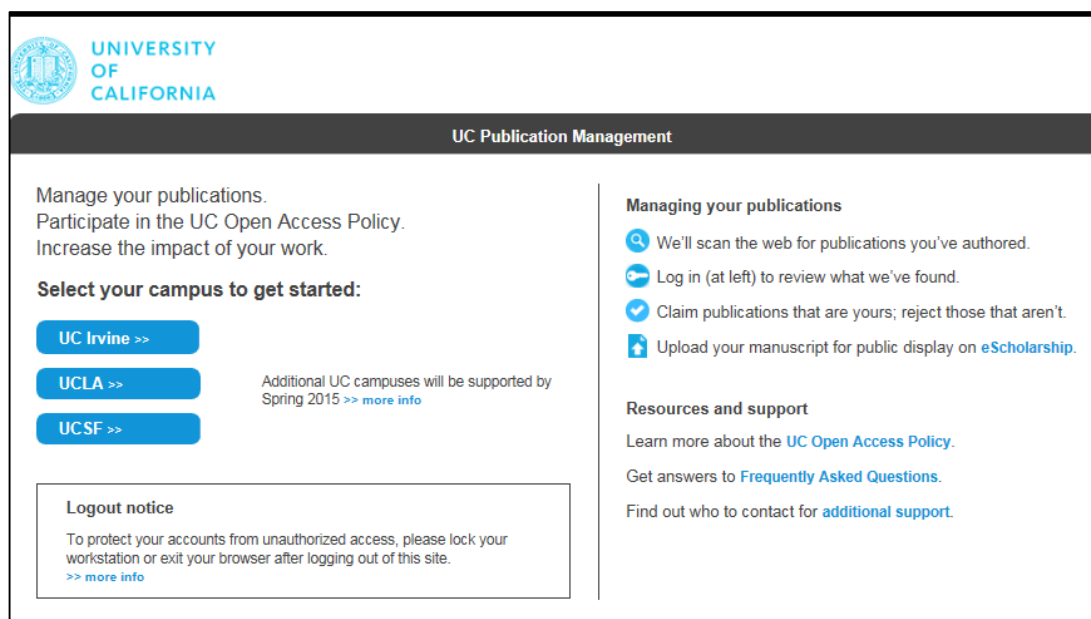 UNIVERSITY
OF
CALIFORNIA
UC Publication Management
Manage your publications.
Participate in the UC Open Access Policy.
Increase the impact of your work.
Select your campus to get started:
UC Irvine >>
UCLA >>
UCSF >>
Additional UC campuses will be supported by
Spring 2015 >> more info
Logout notice
To protect your accounts from unauthorized access, please lock your
workstation or exit your browser after logging out of this site.
>> more info
Managing your publications
We'll scan the web for publications you've authored.
Log in (at left) to review what we've found.
Claim publications that are yours; reject those that aren't.
Upload your manuscript for public display on eScholarship.
Resources and support
Learn more about the UC Open Access Policy.
Get answers to Frequently Asked Questions.
Find out who to contact for additional support.